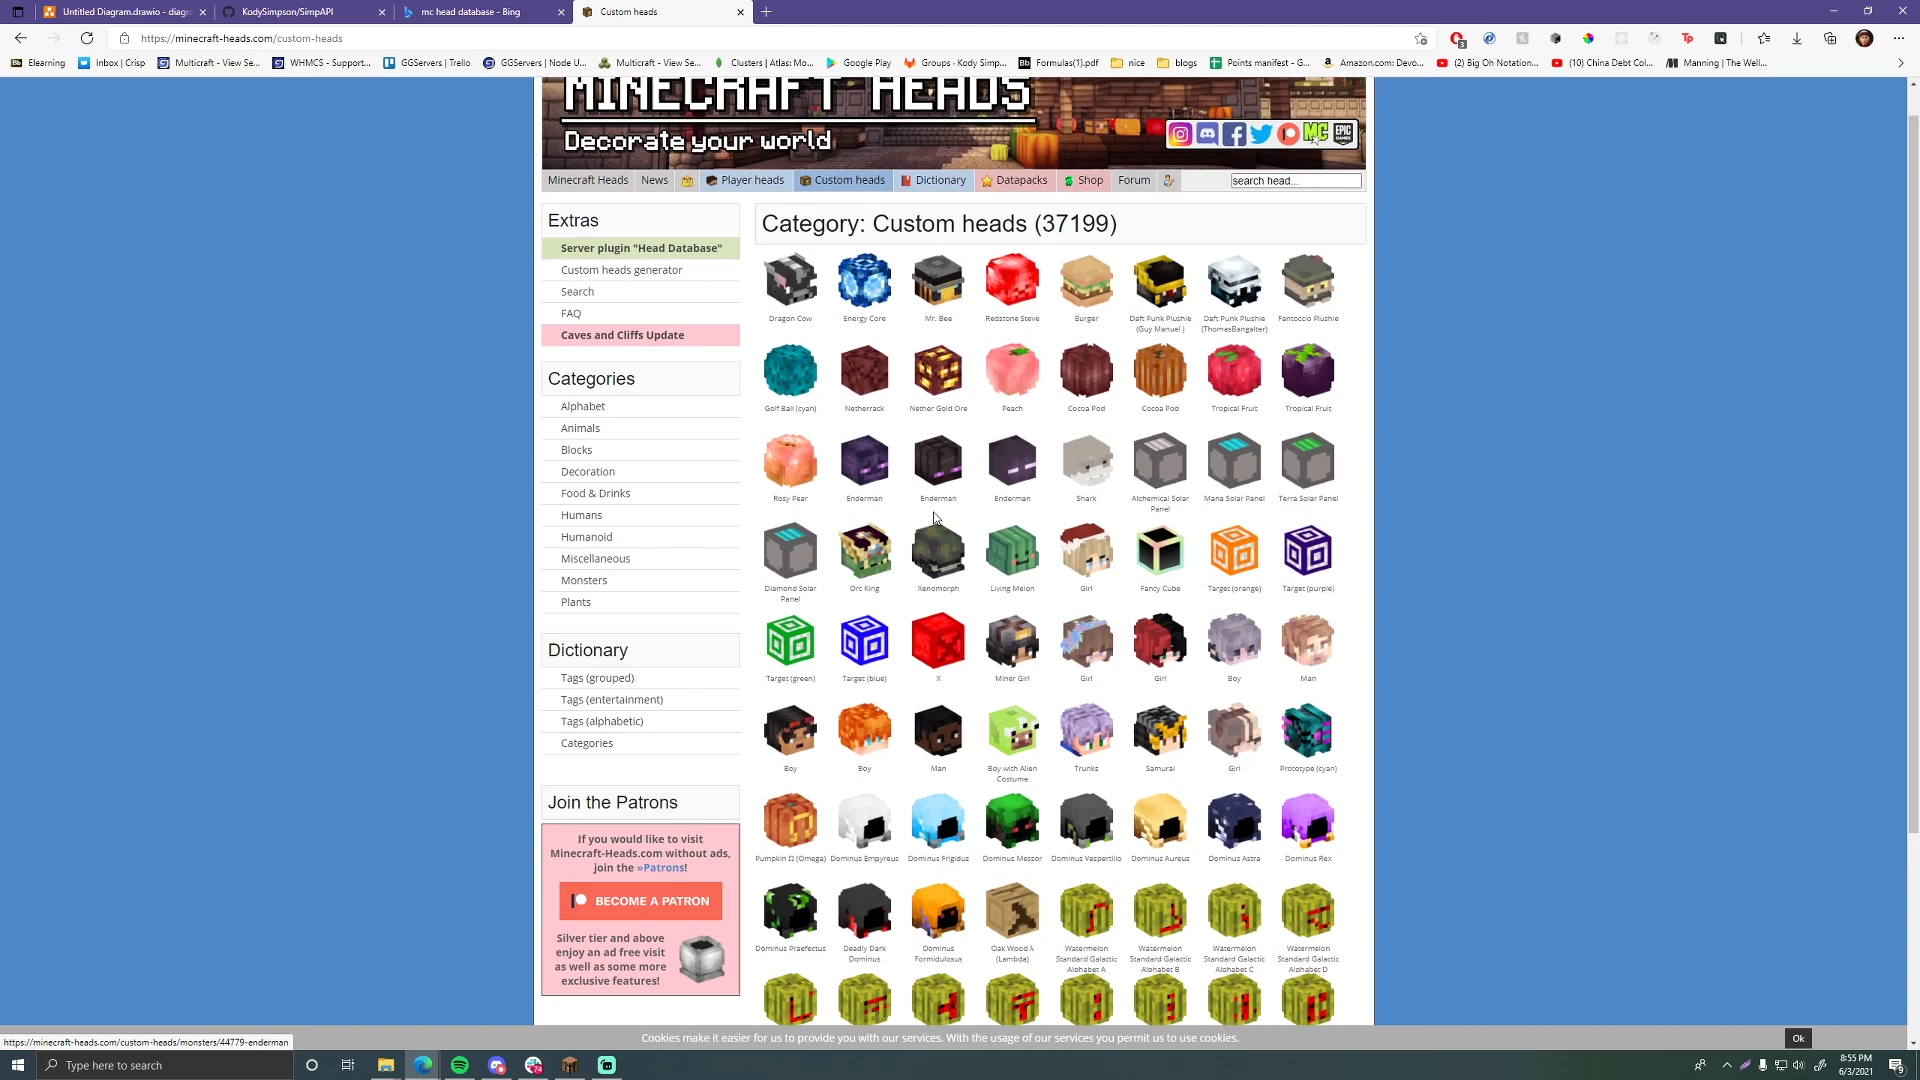 Untitled Diagram.drawio - diagra
KodySimpson/SimpAPI
mc head database - Bing
Custom heads
https://minecraft-heads.com/custom-heads
Elearning
Inbox | Crisp
Multicraft - View Se...
WHMCS - Support...
GGServers | Trello
GGServers | Node U...
Multicraft - View Se...
Clusters | Atlas: Mo...
Google Play
Groups · Kody Simp...
Formulas(1).pdf
nice
blogs
Points manifest - G...
Amazon.com: Devo...
(2) Big Oh Notation...
(10) China Debt Col...
Manning | The Well...
MINECRAFT HEADS
Decorate your world
MC
EPIC GAMES
Minecraft Heads
News
Player heads
Custom heads
Dictionary
Datapacks
Shop
Forum
search head...
Extras
Server plugin "Head Database"
Custom heads generator
Search
FAQ
Caves and Cliffs Update
Categories
Alphabet
Animals
Blocks
Decoration
Food & Drinks
Humans
Humanoid
Miscellaneous
Monsters
Plants
Dictionary
Tags (grouped)
Tags (entertainment)
Tags (alphabetic)
Categories
Join the Patrons
If you would like to visit
Minecraft-Heads.com without ads,
join the »Patrons!
BECOME A PATRON
Silver tier and above
enjoy an ad free visit
as well as some more
exclusive features!
Category: Custom heads (37199)
Dragon Cow
Energy Core
Mr. Bee
Redstone Steve
Burger
Daft Punk Plushie
(Guy Manuel )
Daft Punk Plushie
(ThomasBangalter)
Fantoccio Plushie
Golf Ball (cyan)
Netherrack
Nether Gold Ore
Peach
Cocoa Pod
Cocoa Pod
Tropical Fruit
Tropical Fruit
Rosy Pear
Enderman
Enderman
Enderman
Shark
Alchemical Solar
Panel
Mana Solar Panel
Terra Solar Panel
Diamond Solar
Panel
Orc King
Xenomorph
Living Melon
Girl
Fancy Cube
Target (orange)
Target (purple)
Target (green)
Target (blue)
X
Miner Girl
Girl
Girl
Boy
Man
Boy
Boy
Man
Boy with Alien
Costume
Trunks
Samurai
Girl
Prototype (cyan)
Pumpkin Ω (Omega)
Dominus Empyreus
Dominus Frigidus
Dominus Messor
Dominus Vespertilio
Dominus Aureus
Dominus Astra
Dominus Rex
Dominus Praefectus
Deadly Dark
Dominus
Dominus
Formidulosus
Oak Wood λ
(Lambda)
Watermelon
Standard Galactic
Alphabet A
Watermelon
Standard Galactic
Alphabet B
Watermelon
Standard Galactic
Alphabet C
Watermelon
Standard Galactic
Alphabet D
Cookies make it easier for us to provide you with our services. With the usage of our services you permit us to use cookies.
Ok
https://minecraft-heads.com/custom-heads/monsters/44779-enderman
Type here to search
74
8:55 PM
6/3/2021